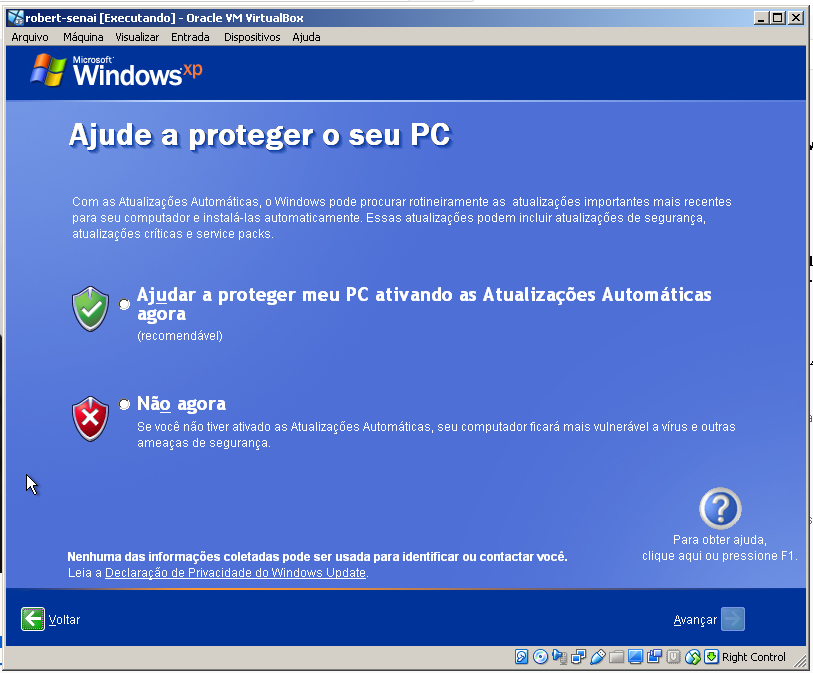 robert-senai [Executando] - Oracle VM VirtualBox
Arquivo Máquina Visualizar Entrada Dispositivos Ajuda
Microsoft
Windows xp
Ajude a proteger o seu PC
Com as Atualizações Automáticas, o Windows pode procurar rotineiramente as atualizações importantes mais recentes
para seu computador e instalá-las automaticamente. Essas atualizações podem incluir atualizações de segurança,
atualizações críticas e service packs.
Ajudar a proteger meu PC ativando as Atualizações Automáticas
agora
(recomendável)
Não agora
Se você não tiver ativado as Atualizações Automáticas, seu computador ficará mais vulnerável a vírus e outras
ameaças de segurança.
Para obter ajuda,
clique aqui ou pressione F1.
Nenhuma das informações coletadas pode ser usada para identificar ou contactar você.
Leia a Declaração de Privacidade do Windows Update.
Voltar
Avançar
Right Control